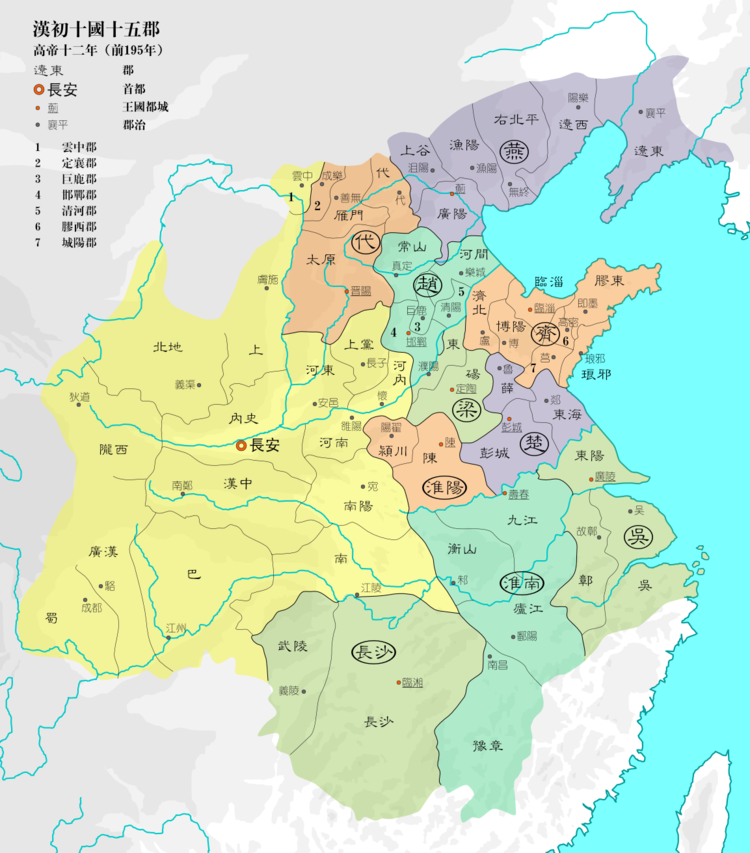 漢初十國十五郡
高帝十二年（前195年）
遼東 郡
長安 首都
薊 王國都城
襄平 郡治
1 雲中郡
2 定襄郡
3 巨鹿郡
4 邯鄲郡
5 清河郡
6 膠西郡
7 城陽郡
右北平
陽樂
遼西
襄平
遼東
燕
漁陽
上谷
沮陽
漁陽
無終
薊
廣陽
雲中
1
成樂
2
善無
雁門
代
代
代
太原
晉陽
常山
真定
河間
樂成
趙
5
清陽
巨鹿
3
4
邯鄲
濟北
臨淄
臨淄
膠東
即墨
博陽
齊
高密
6
盧
博
莒
7
琅邪
琅邪
膚施
北地
上
義渠
狄道
隴西
內史
長安
上黨
長子
河東
安邑
河內
懷
雒陽
河南
東
濮陽
碭
定陶
梁
魯
薛
郯
東海
彭城
楚
彭城
陽翟
潁川
陳
陳
淮陽
東陽
廣陵
南鄭
漢中
宛
南陽
壽春
九江
衡山
邾
淮南
廬江
吳
故鄣
吳
鄣
吳
廣漢
雒
成都
蜀
巴
江州
南
江陵
武陵
長沙
義陵
臨湘
長沙
鄱陽
南昌
豫章